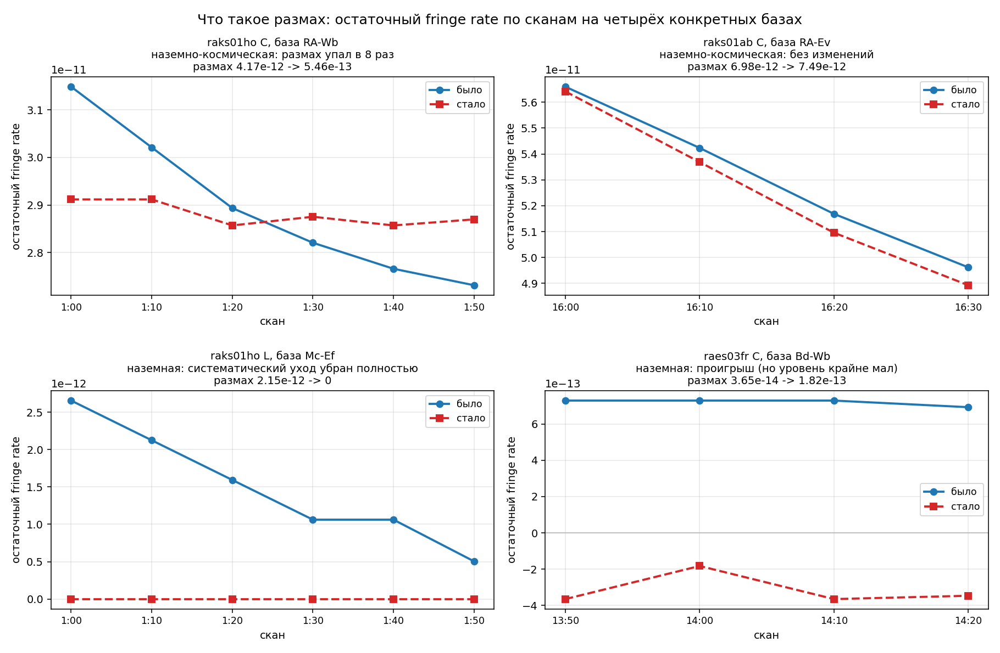 Что такое размах: остаточный fringe rate по сканам на четырёх конкретных базах
raks01ho C, база RA-Wb
наземно-космическая: размах упал в 8 раз
размах 4.17e-12 -> 5.46e-13
1e−11
было
стало
3.1
3.0
2.9
2.8
остаточный fringe rate
1:00
1:10
1:20
1:30
1:40
1:50
скан
raks01ab C, база RA-Ev
наземно-космическая: без изменений
размах 6.98e-12 -> 7.49e-12
1e−11
было
стало
5.6
5.5
5.4
5.3
5.2
5.1
5.0
4.9
остаточный fringe rate
16:00
16:10
16:20
16:30
скан
raks01ho L, база Mc-Ef
наземная: систематический уход убран полностью
размах 2.15e-12 -> 0
1e−12
было
стало
2.5
2.0
1.5
1.0
0.5
0.0
остаточный fringe rate
1:00
1:10
1:20
1:30
1:40
1:50
скан
raes03fr C, база Bd-Wb
наземная: проигрыш (но уровень крайне мал)
размах 3.65e-14 -> 1.82e-13
1e−13
было
стало
6
4
2
0
−2
−4
остаточный fringe rate
13:50
14:00
14:10
14:20
скан